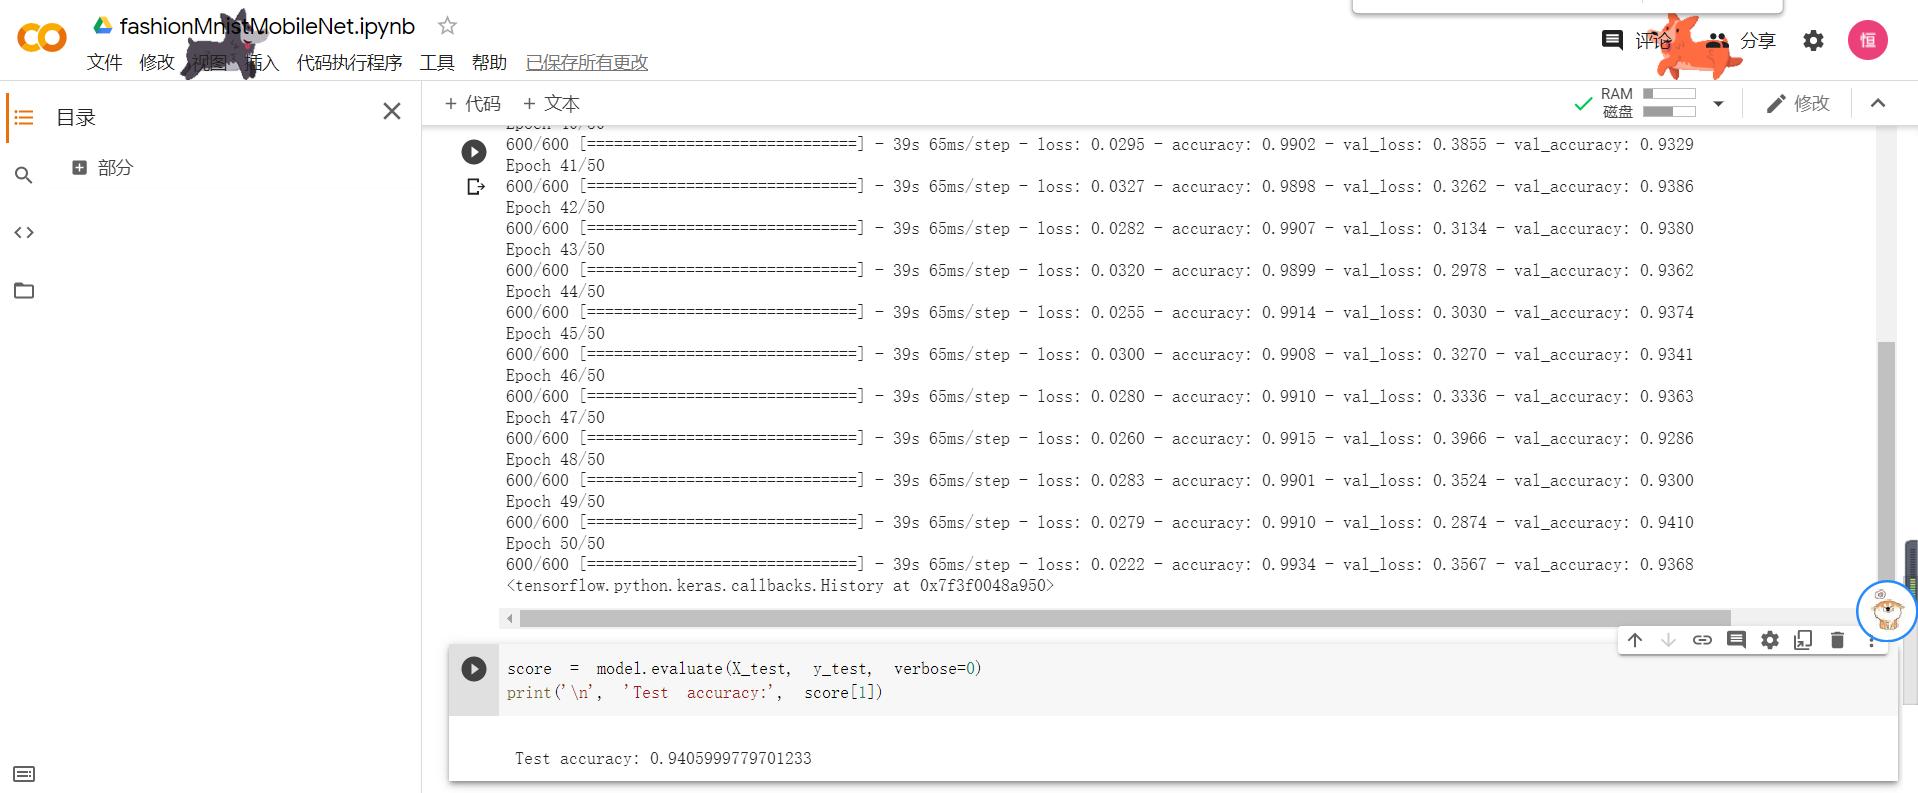 fashionMnistMobileNet.ipynb
文件 修改 视图 插入 代码执行程序 工具 帮助 已保存所有更改
评论 分享 恒
目录
+ 代码 + 文本
RAM
磁盘
修改
部分
Epoch 40/50
600/600 [==============================] - 39s 65ms/step - loss: 0.0295 - accuracy: 0.9902 - val_loss: 0.3855 - val_accuracy: 0.9329
Epoch 41/50
600/600 [==============================] - 39s 65ms/step - loss: 0.0327 - accuracy: 0.9898 - val_loss: 0.3262 - val_accuracy: 0.9386
Epoch 42/50
600/600 [==============================] - 39s 65ms/step - loss: 0.0282 - accuracy: 0.9907 - val_loss: 0.3134 - val_accuracy: 0.9380
Epoch 43/50
600/600 [==============================] - 39s 65ms/step - loss: 0.0320 - accuracy: 0.9899 - val_loss: 0.2978 - val_accuracy: 0.9362
Epoch 44/50
600/600 [==============================] - 39s 65ms/step - loss: 0.0255 - accuracy: 0.9914 - val_loss: 0.3030 - val_accuracy: 0.9374
Epoch 45/50
600/600 [==============================] - 39s 65ms/step - loss: 0.0300 - accuracy: 0.9908 - val_loss: 0.3270 - val_accuracy: 0.9341
Epoch 46/50
600/600 [==============================] - 39s 65ms/step - loss: 0.0280 - accuracy: 0.9910 - val_loss: 0.3336 - val_accuracy: 0.9363
Epoch 47/50
600/600 [==============================] - 39s 65ms/step - loss: 0.0260 - accuracy: 0.9915 - val_loss: 0.3966 - val_accuracy: 0.9286
Epoch 48/50
600/600 [==============================] - 39s 65ms/step - loss: 0.0283 - accuracy: 0.9901 - val_loss: 0.3524 - val_accuracy: 0.9300
Epoch 49/50
600/600 [==============================] - 39s 65ms/step - loss: 0.0279 - accuracy: 0.9910 - val_loss: 0.2874 - val_accuracy: 0.9410
Epoch 50/50
600/600 [==============================] - 39s 65ms/step - loss: 0.0222 - accuracy: 0.9934 - val_loss: 0.3567 - val_accuracy: 0.9368
<tensorflow.python.keras.callbacks.History at 0x7f3f0048a950>
score = model.evaluate(X_test, y_test, verbose=0)
print('\n', 'Test accuracy:', score[1])
Test accuracy: 0.9405999779701233